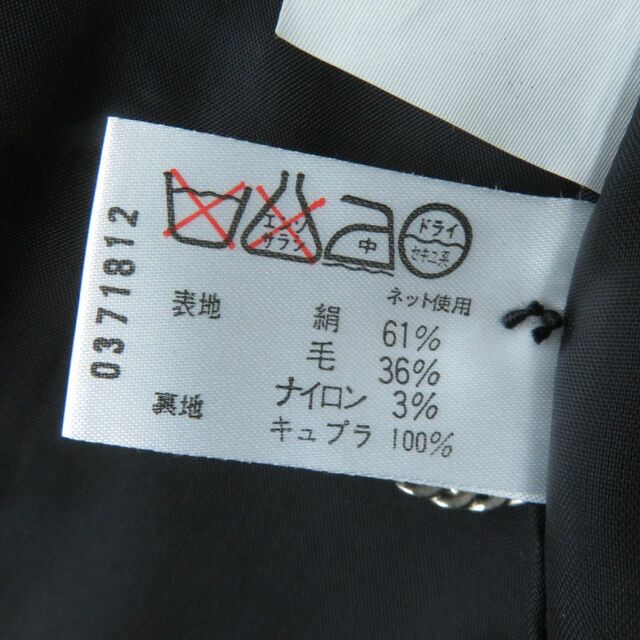 エンソ
サラシ
中
ドライ
セキユ系
ネット使用
表地 絹 61%
毛 36%
ナイロン 3%
裏地 キュプラ 100%
0371812